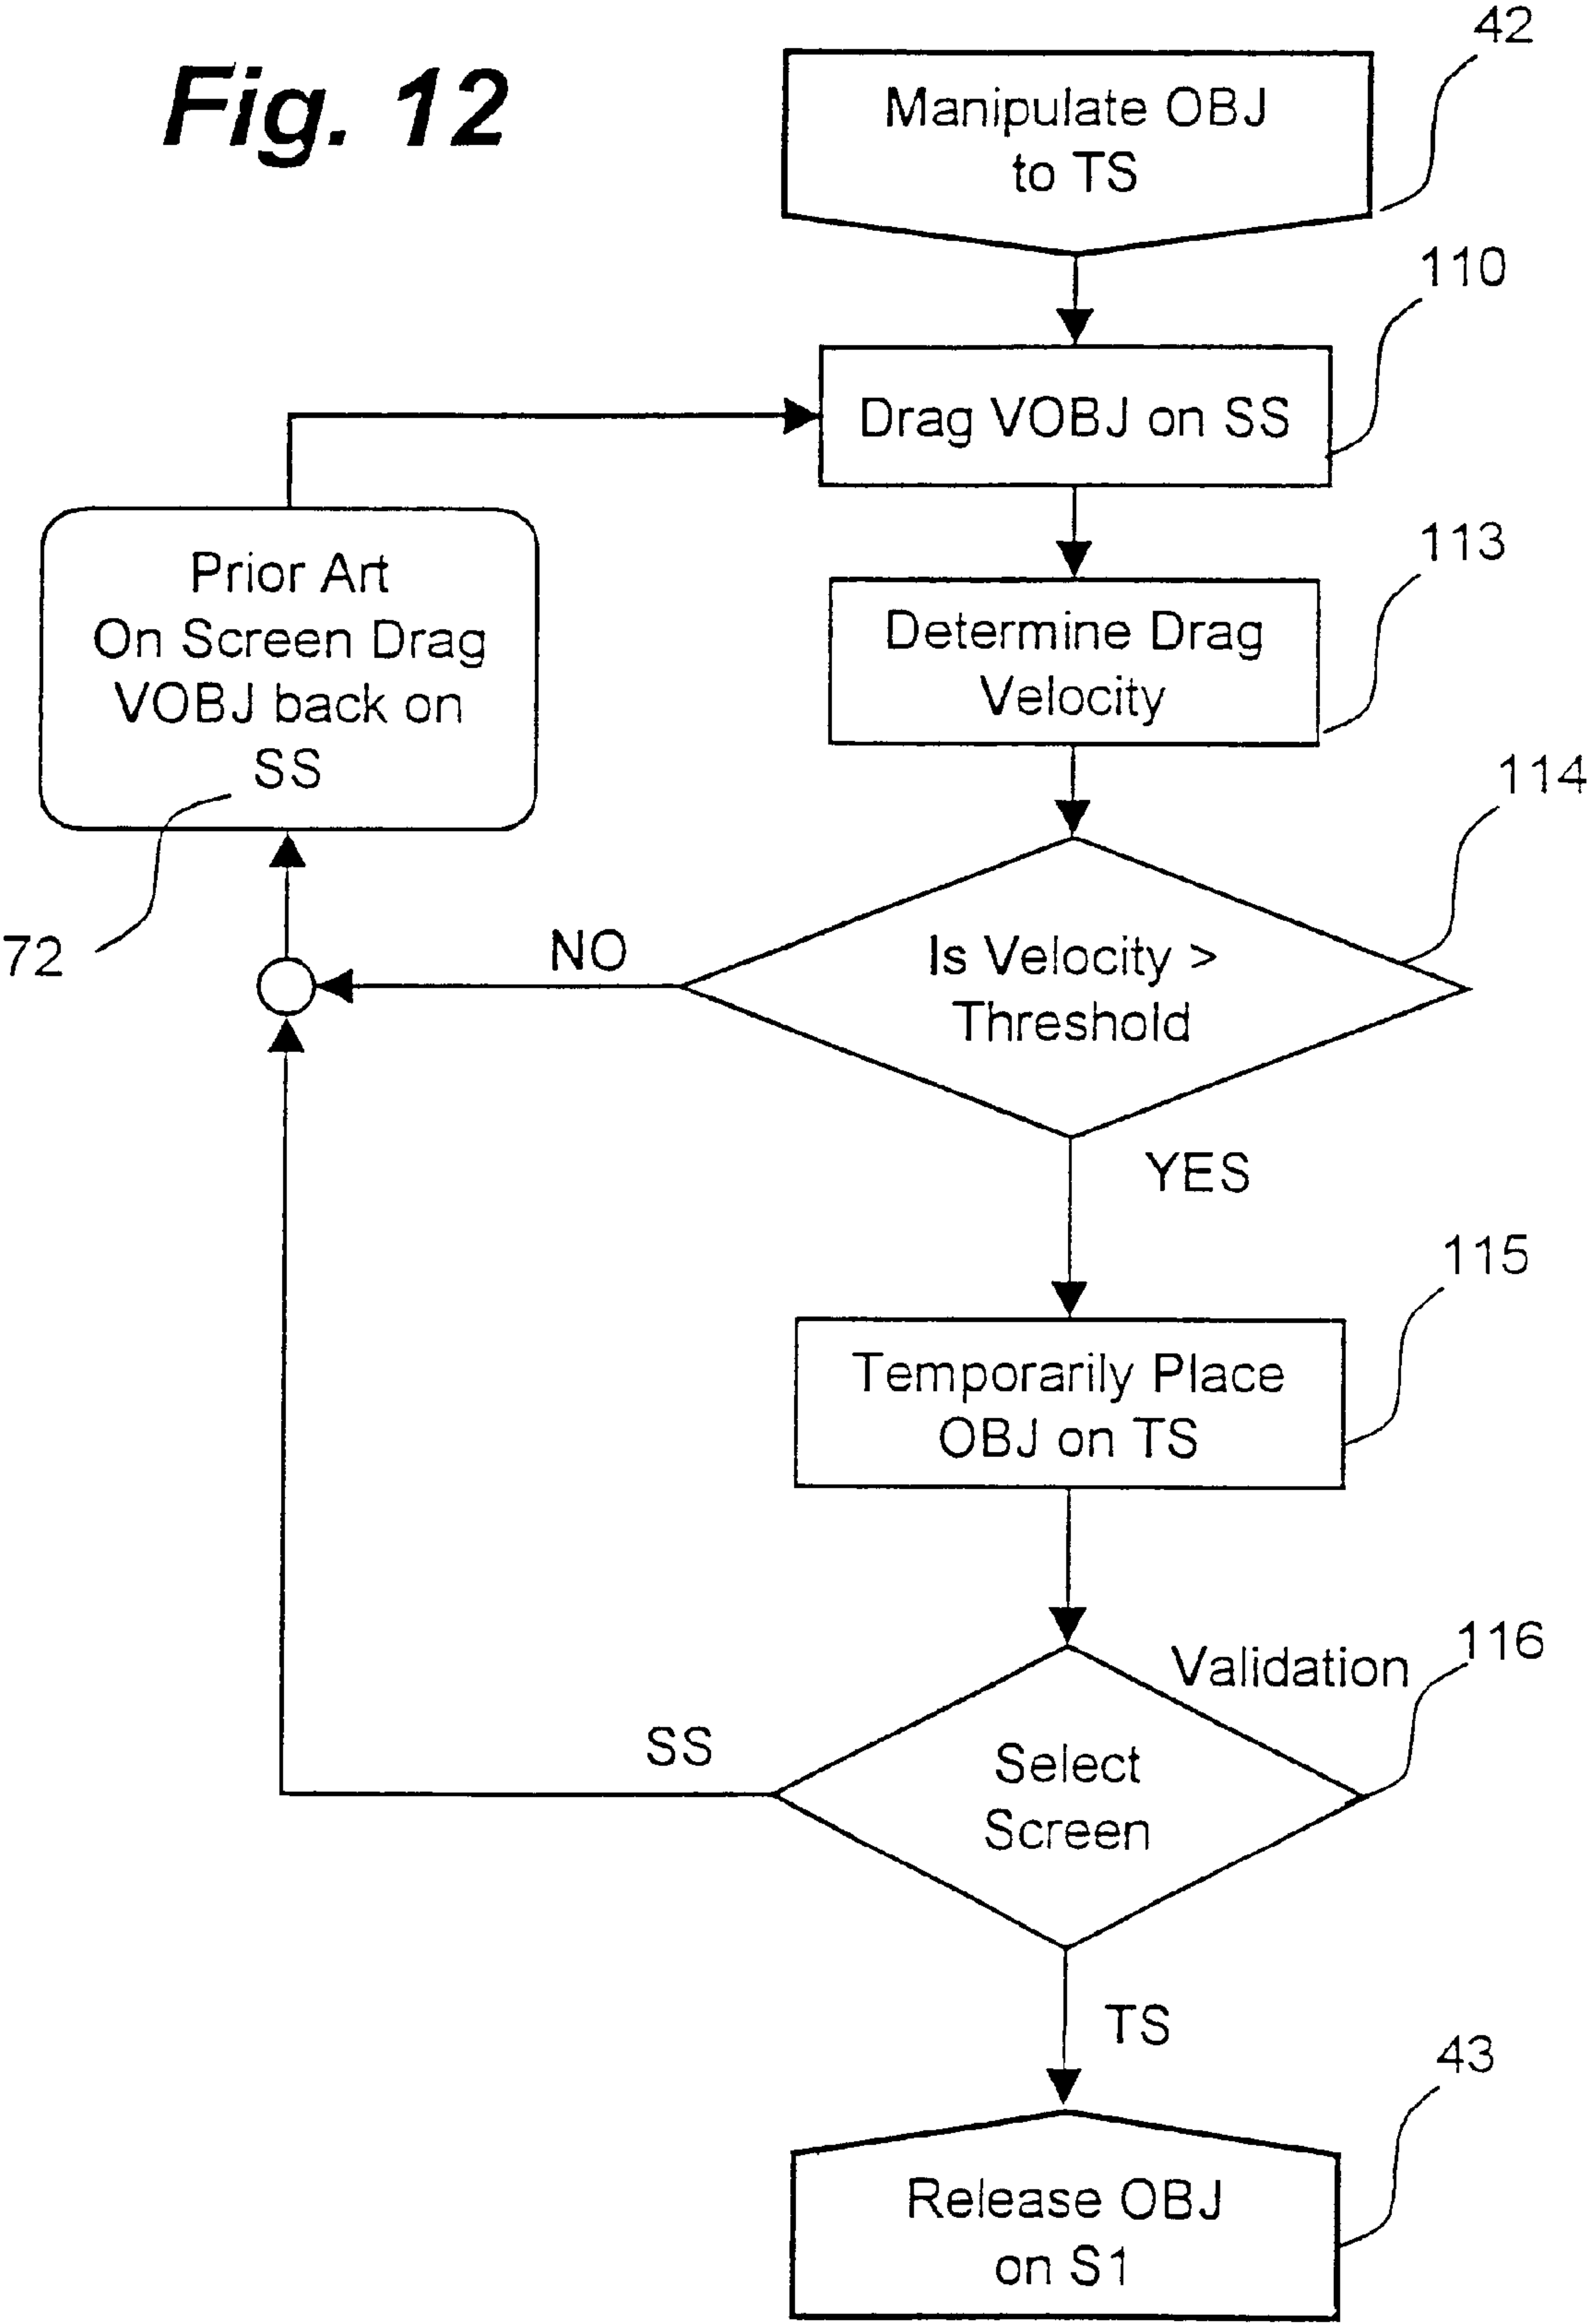 Fig. 12
42
Manipulate OBJ
to TS
110
Drag VOBJ on SS
113
Prior Art
On Screen Drag
VOBJ back on
SS
Determine Drag
Velocity
114
72
NO
Is Velocity >
Threshold
YES
115
Temporarily Place
OBJ on TS
116
Validation
SS
Select
Screen
TS
43
Release OBJ
on S1